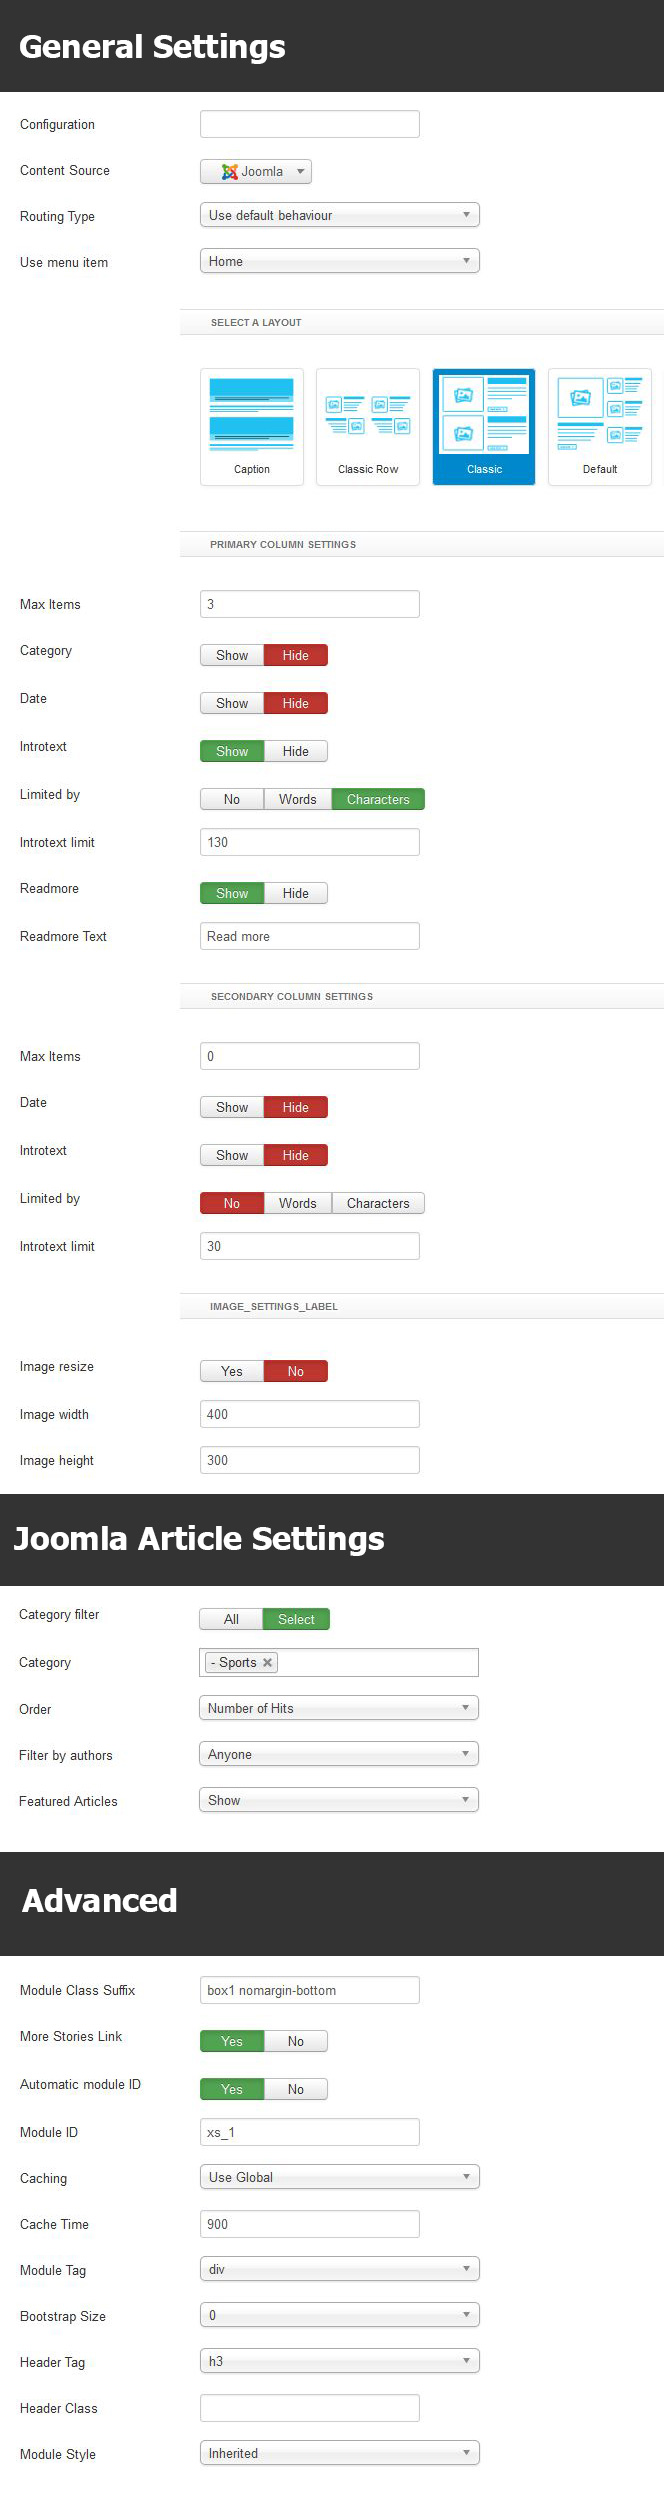 General Settings
Configuration
Content Source Joomla
Routing Type Use default behaviour
Use menu item Home
SELECT A LAYOUT
Caption Classic Row Classic Default
PRIMARY COLUMN SETTINGS
Max Items 3
Category Show Hide
Date Show Hide
Introtext Show Hide
Limited by No Words Characters
Introtext limit 130
Readmore Show Hide
Readmore Text Read more
SECONDARY COLUMN SETTINGS
Max Items 0
Date Show Hide
Introtext Show Hide
Limited by No Words Characters
Introtext limit 30
IMAGE_SETTINGS_LABEL
Image resize Yes No
Image width 400
Image height 300
Joomla Article Settings
Category filter All Select
Category - Sports
Order Number of Hits
Filter by authors Anyone
Featured Articles Show
Advanced
Module Class Suffix box1 nomargin-bottom
More Stories Link Yes No
Automatic module ID Yes No
Module ID xs_1
Caching Use Global
Cache Time 900
Module Tag div
Bootstrap Size 0
Header Tag h3
Header Class
Module Style Inherited